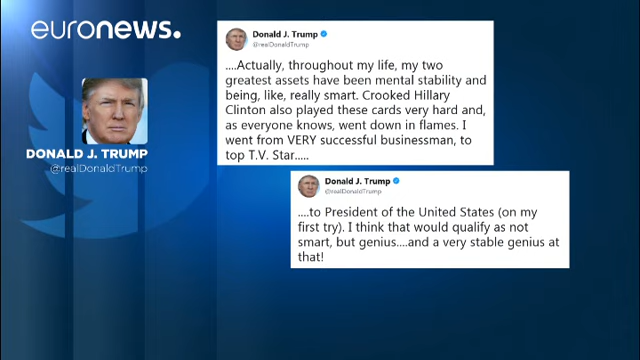 euronews.
Donald J. Trump
@realDonaldTrump
....Actually, throughout my life, my two
greatest assets have been mental stability and
being, like, really smart. Crooked Hillary
Clinton also played these cards very hard and,
as everyone knows, went down in flames. I
went from VERY successful businessman, to
top T.V. Star.....
DONALD J. TRUMP
@realDonaldTrump
Donald J. Trump
@realDonaldTrump
....to President of the United States (on my
first try). I think that would qualify as not
smart, but genius....and a very stable genius at
that!